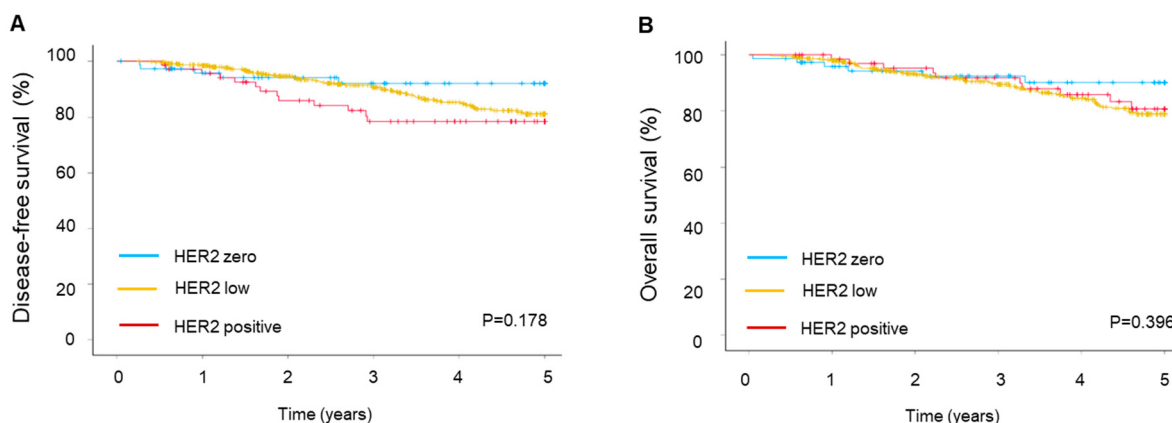 A
Disease-free survival (%)
100
80
60
40
20
0
HER2 zero
HER2 low
HER2 positive
P=0.178
0 1 2 3 4 5
Time (years)
B
Overall survival (%)
100
80
60
40
20
0
HER2 zero
HER2 low
HER2 positive
P=0.396
0 1 2 3 4 5
Time (years)